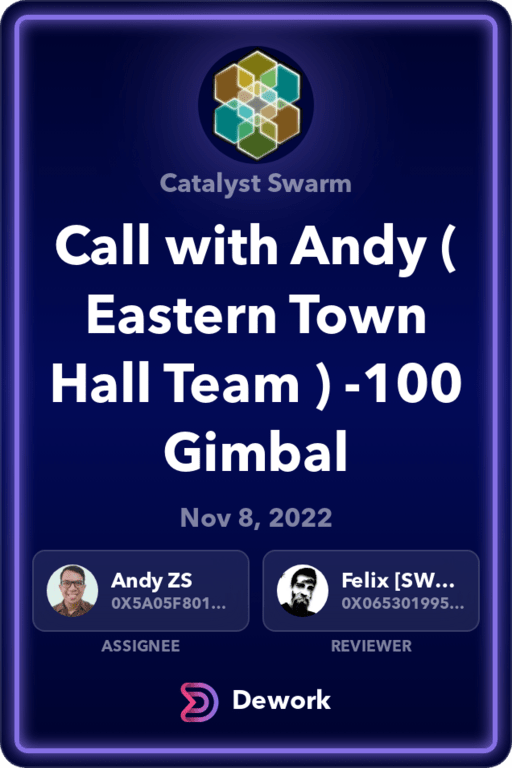 Catalyst Swarm
Call with Andy (
Eastern Town
Hall Team ) -100
Gimbal
Nov 8, 2022
Andy ZS
0X5A05F801...
ASSIGNEE
Felix [SW...
0X065301995...
REVIEWER
Dework